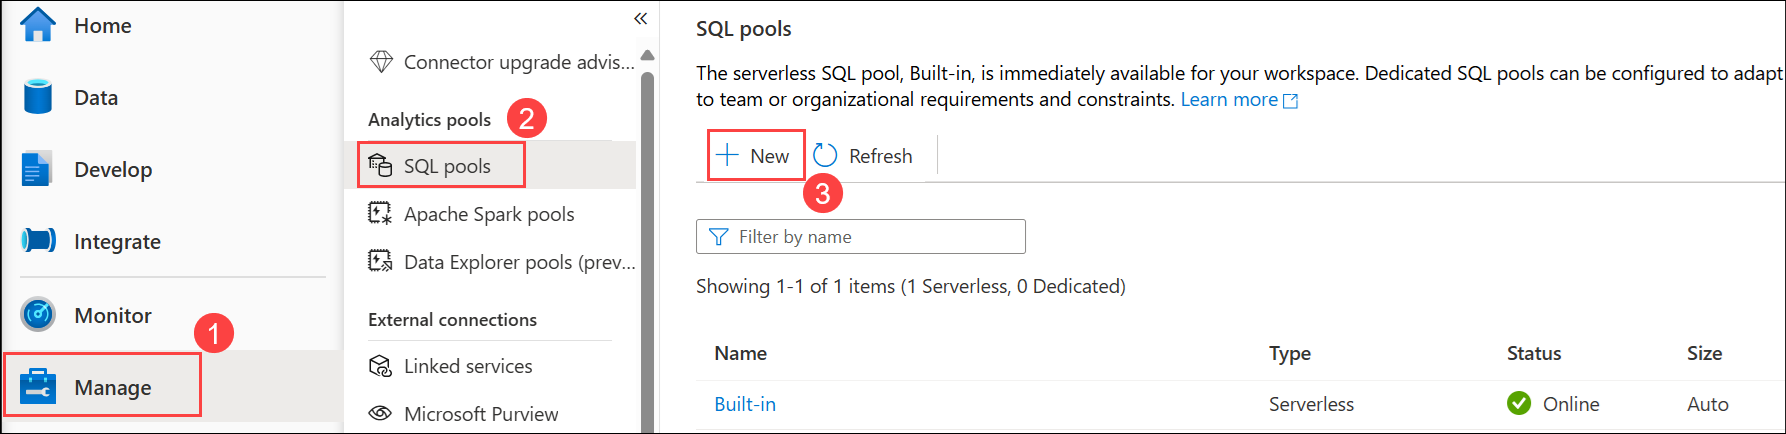 Home
Data
Develop
Integrate
Monitor
1
Manage
«
Connector upgrade advis...
Analytics pools
2
SQL pools
Apache Spark pools
Data Explorer pools (prev...
External connections
Linked services
Microsoft Purview
SQL pools
The serverless SQL pool, Built-in, is immediately available for your workspace. Dedicated SQL pools can be configured to adapt
to team or organizational requirements and constraints. Learn more
New Refresh
3
Filter by name
Showing 1-1 of 1 items (1 Serverless, 0 Dedicated)
Name Type Status Size
Built-in Serverless Online Auto